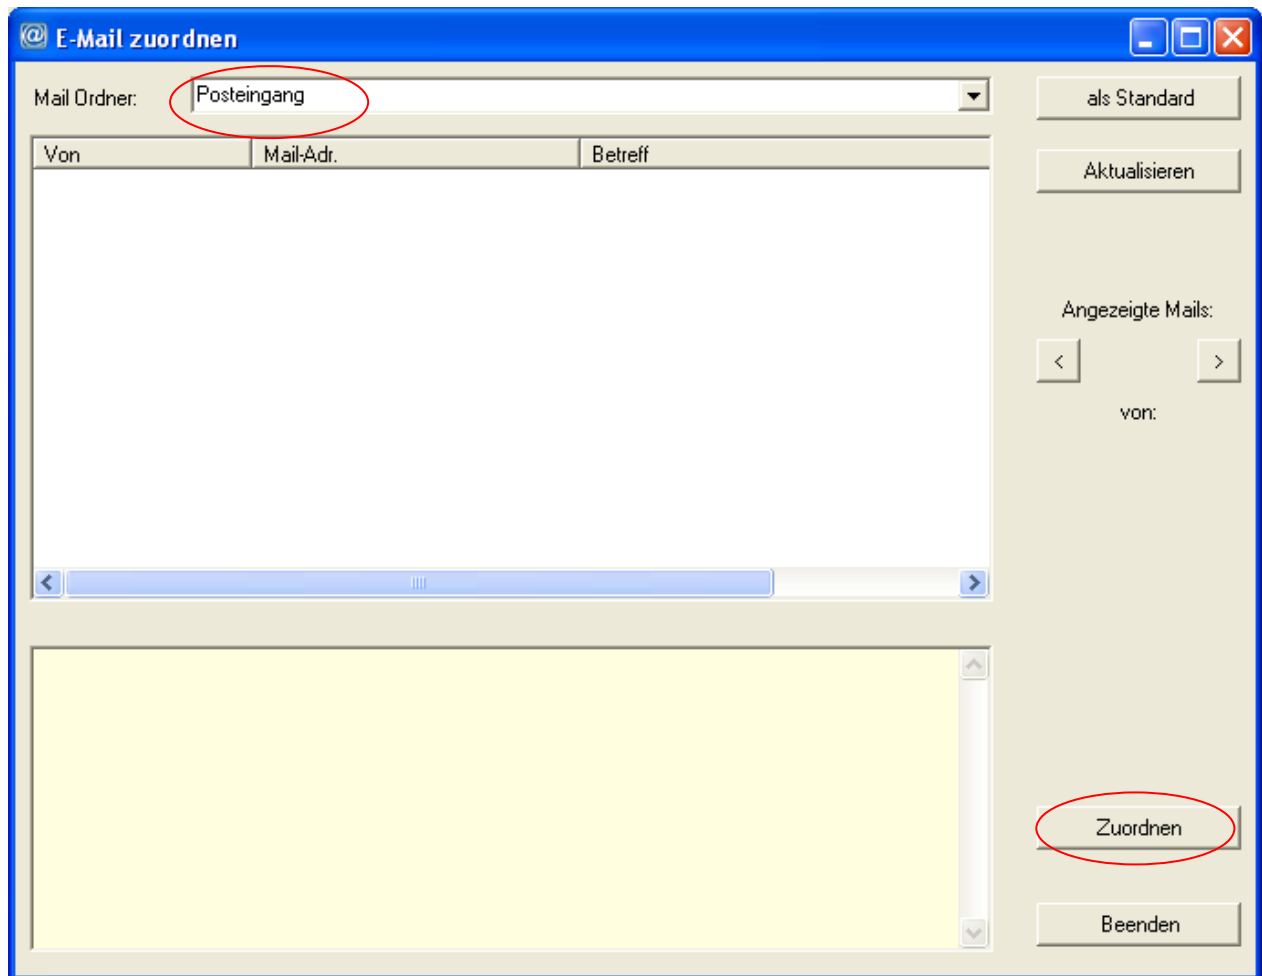 E-Mail zuordnen
Mail Ordner: Posteingang
als Standard
Von Mail-Adr. Betreff
Aktualisieren
Angezeigte Mails:
< >
von:
Zuordnen
Beenden